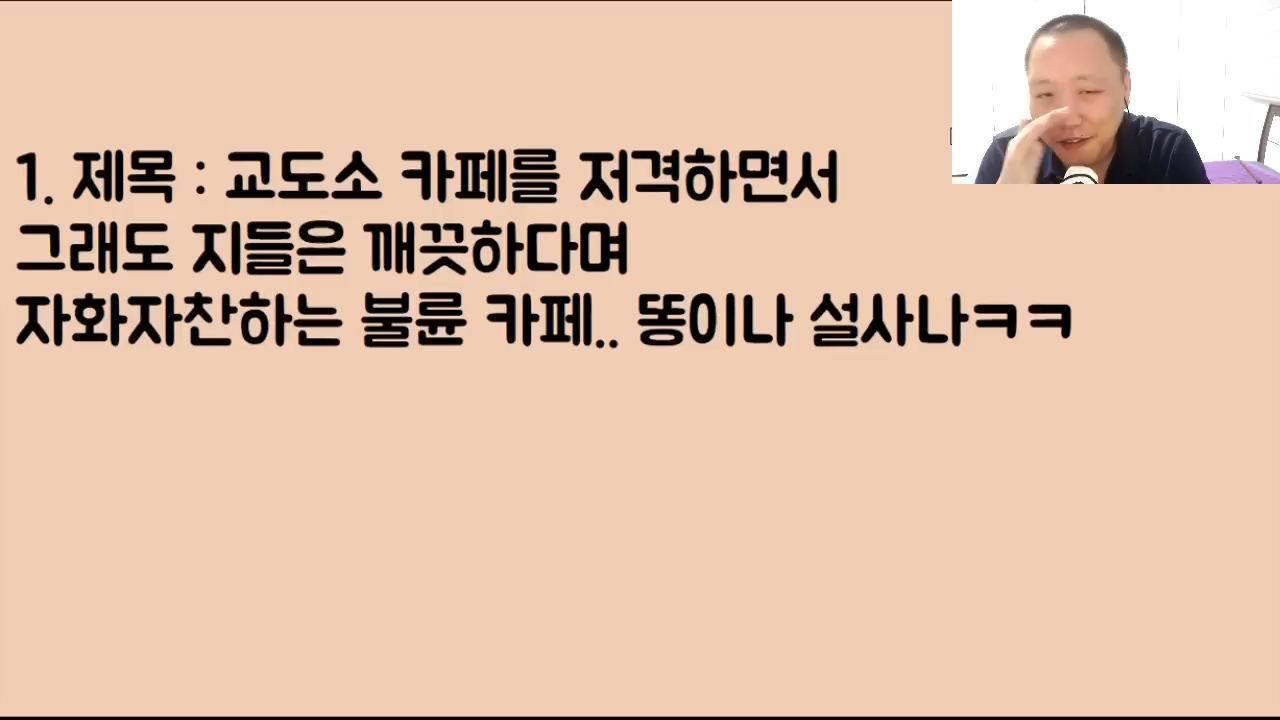 1. 제목 : 교도소 카페를 저격하면서
그래도 지들은 깨끗하다며
자화자찬하는 불륜 카페.. 똥이나 설사나ㅋㅋ